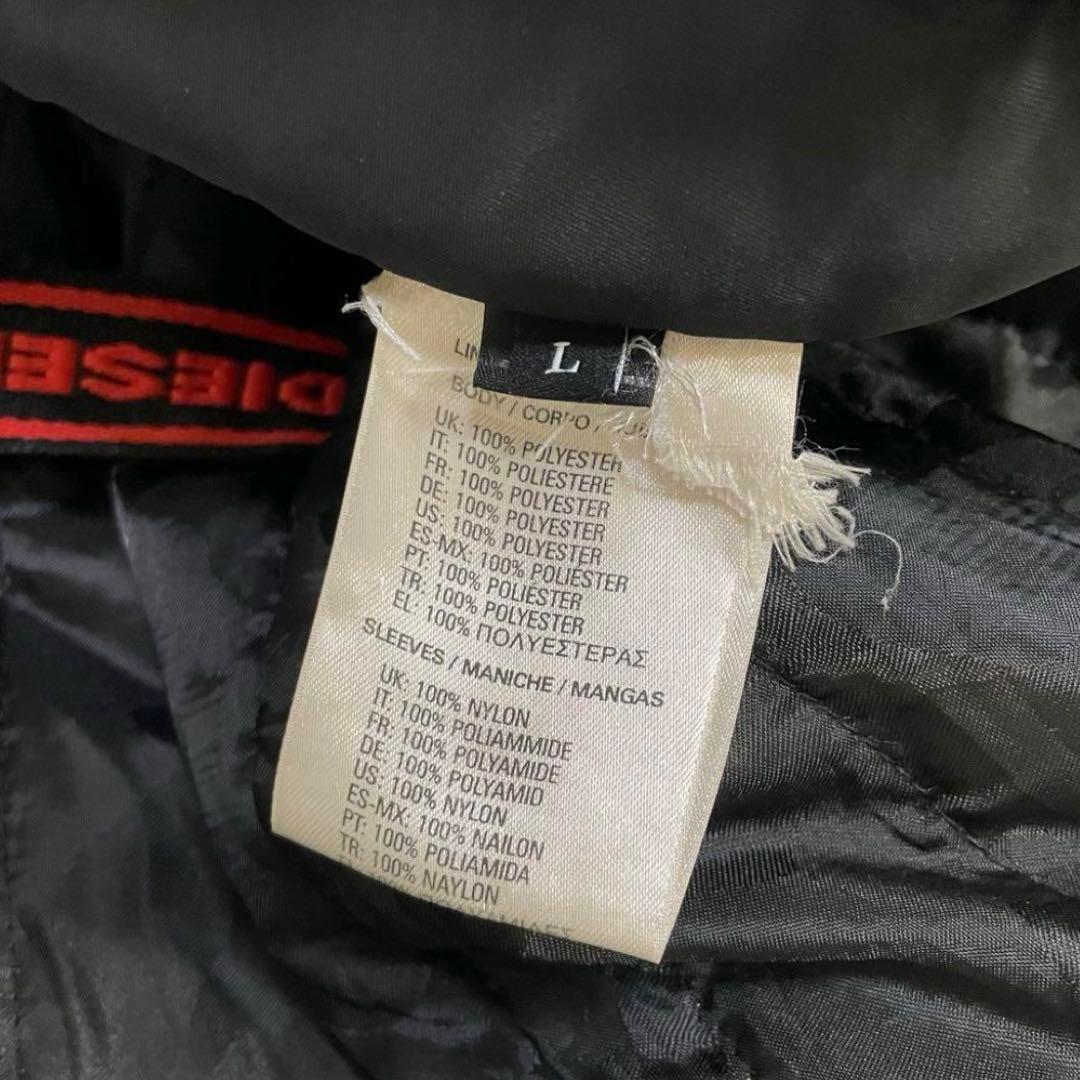 DIESEL
L
LIN
BODY / CORPO /
UK: 100% POLYESTER
IT: 100% POLIESTERE
FR: 100% POLYESTER
DE: 100% POLYESTER
US: 100% POLYESTER
ES-MX: 100% POLIESTER
PT: 100% POLIESTER
TR: 100% POLYESTER
EL: 100% ΠΟΛΥΕΣΤΕΡΑΣ
SLEEVES / MANICHE / MANGAS
UK: 100% NYLON
IT: 100% POLIAMMIDE
FR: 100% POLYAMIDE
DE: 100% POLYAMID
US: 100% NYLON
ES-MX: 100% NAILON
PT: 100% POLIAMIDA
TR: 100% NAYLON